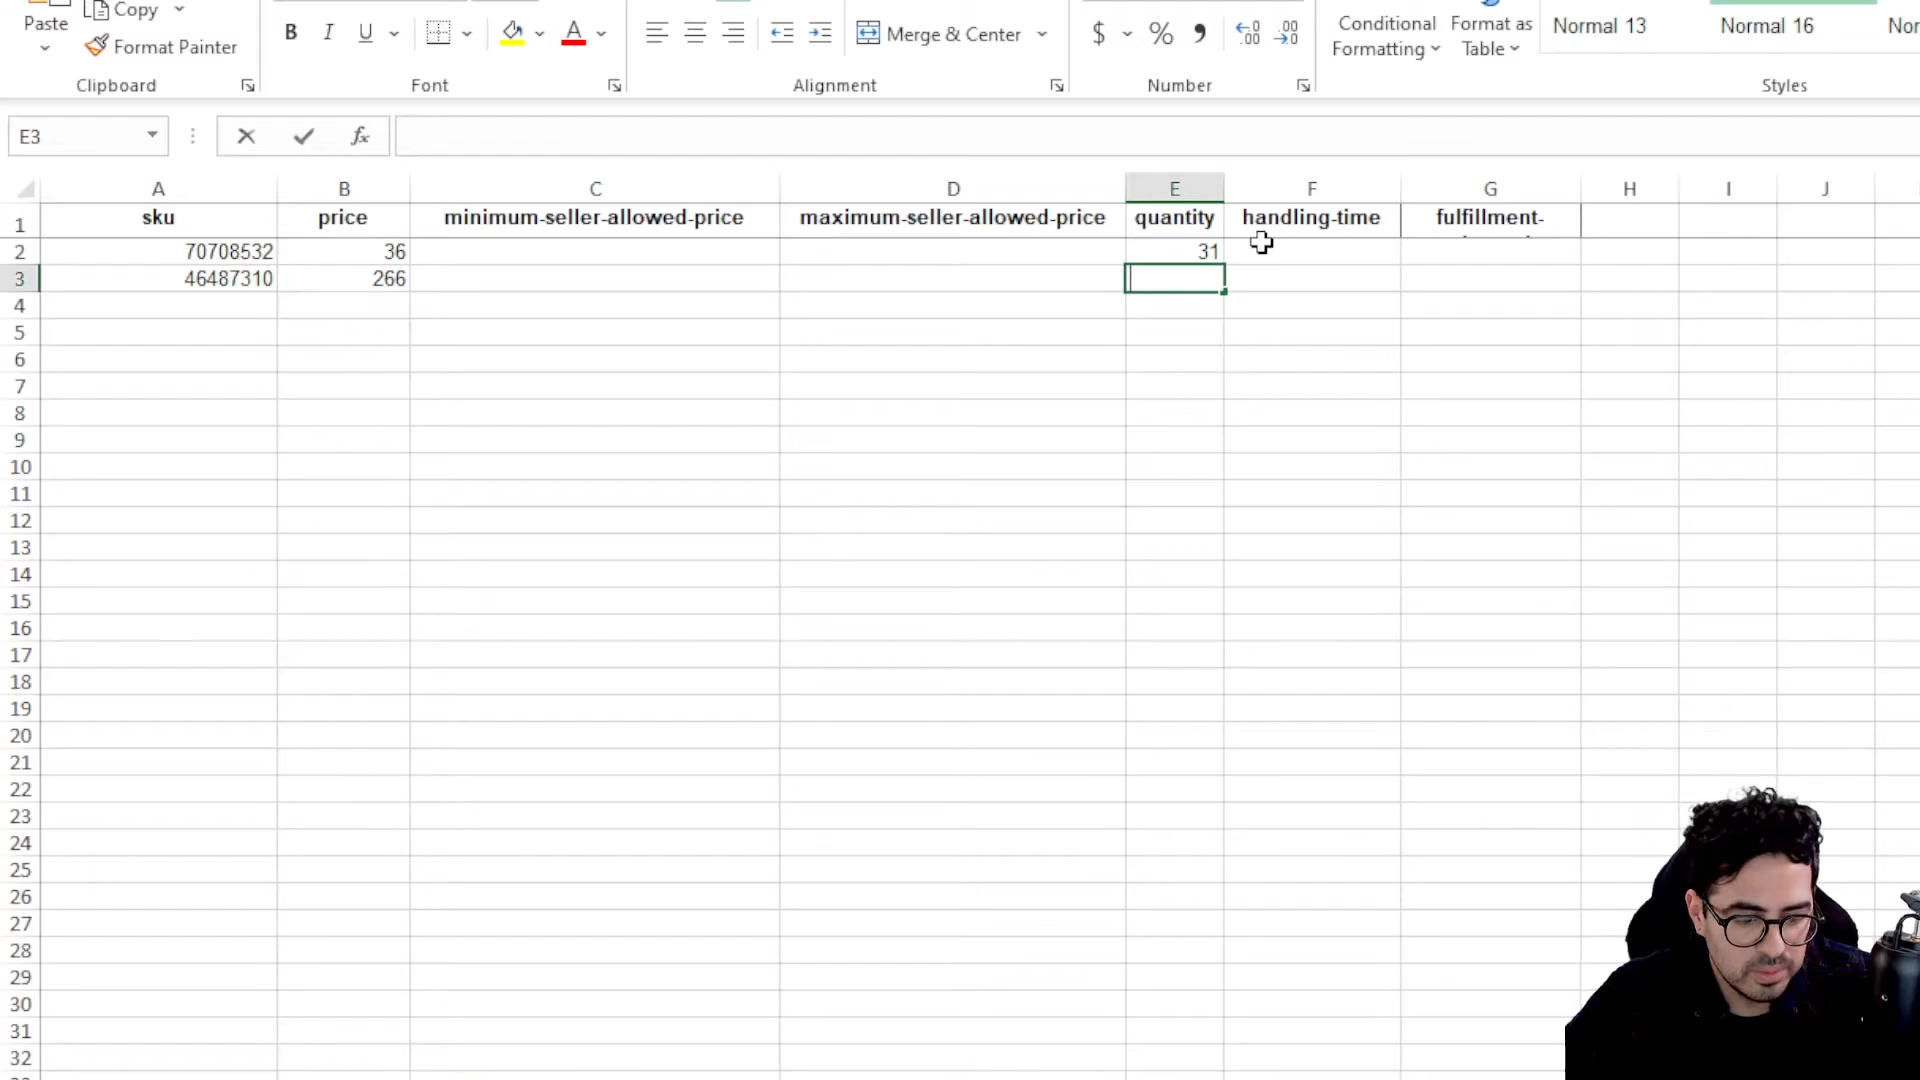 Paste
Copy
Format Painter
B I U
A
Merge & Center
$ % ,
Conditional
Formatting
Format as
Table
Normal 13
Normal 16
Clipboard
Font
Alignment
Number
Styles
E3
fx
A B C D E F G H I J
1 sku price minimum-seller-allowed-price maximum-seller-allowed-price quantity handling-time fulfillment-
2 70708532 36 31
3 46487310 266
4
5
6
7
8
9
10
11
12
13
14
15
16
17
18
19
20
21
22
23
24
25
26
27
28
29
30
31
32